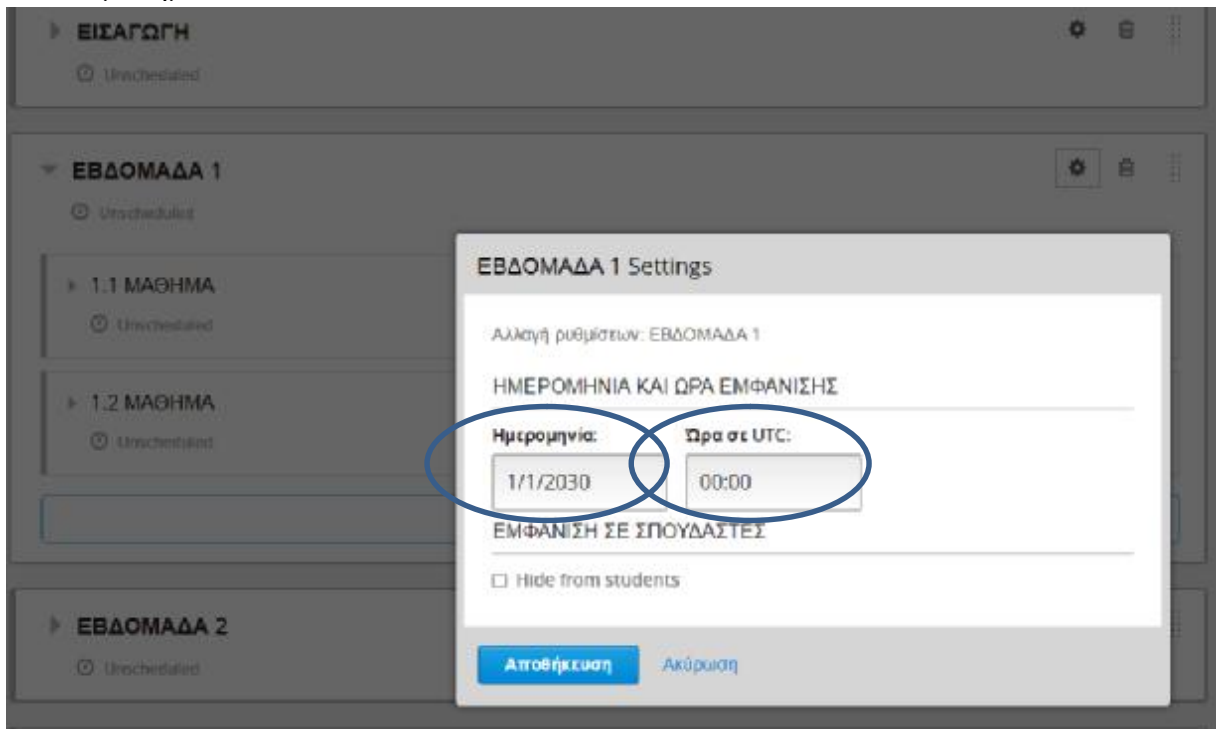 ΕΙΣΑΓΩΓΗ
Unscheduled
ΕΒΔΟΜΑΔΑ 1
Unscheduled
ΕΒΔΟΜΑΔΑ 1 Settings
1.1 ΜΑΘΗΜΑ
Unscheduled
Αλλαγή ρυθμίσεων: ΕΒΔΟΜΑΔΑ 1
ΗΜΕΡΟΜΗΝΙΑ ΚΑΙ ΩΡΑ ΕΜΦΑΝΙΣΗΣ
1.2 ΜΑΘΗΜΑ
Unscheduled
Ημερομηνία: Ώρα σε UTC:
1/1/2030 00:00
ΕΜΦΑΝΙΣΗ ΣΕ ΣΠΟΥΔΑΣΤΕΣ
Hide from students
ΕΒΔΟΜΑΔΑ 2
Unscheduled
Αποθήκευση Ακύρωση